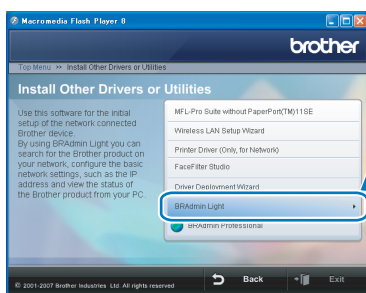 Macromedia Flash Player 8
brother
Top Menu >> Install Other Drivers or Utilities
Install Other Drivers or Utilities
Use this software for the initial
setup of the network connected
Brother device.
By using BRAdmin Light you can
search for the Brother product on
your network, configure the basic
network settings, such as the IP
address and view the status of
the Brother product from your PC.
MFL-Pro Suite without PaperPort(TM)11SE
Wireless LAN Setup Wizard
Printer Driver (Only, for Network)
FaceFilter Studio
Driver Deployment Wizard
BRAdmin Light
BRAdmin Professional
© 2001-2007 Brother Industries Ltd. All rights reserved
Back
Exit